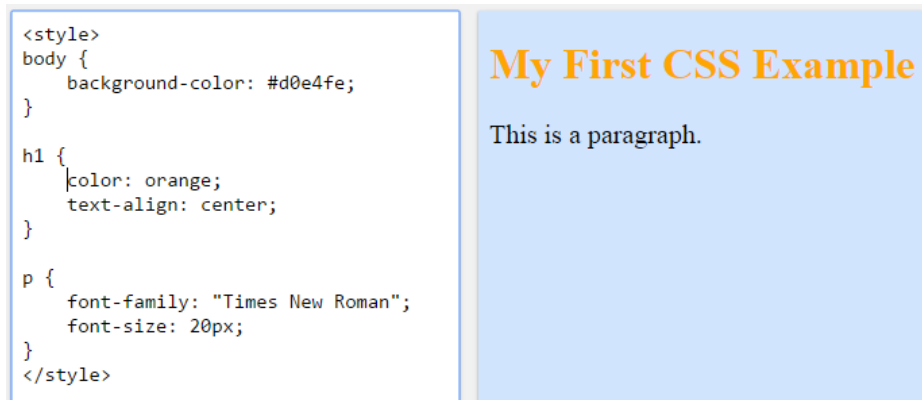 <style>
body {
    background-color: #d0e4fe;
}

h1 {
    color: orange;
    text-align: center;
}

p {
    font-family: "Times New Roman";
    font-size: 20px;
}
</style>
My First CSS Example
This is a paragraph.